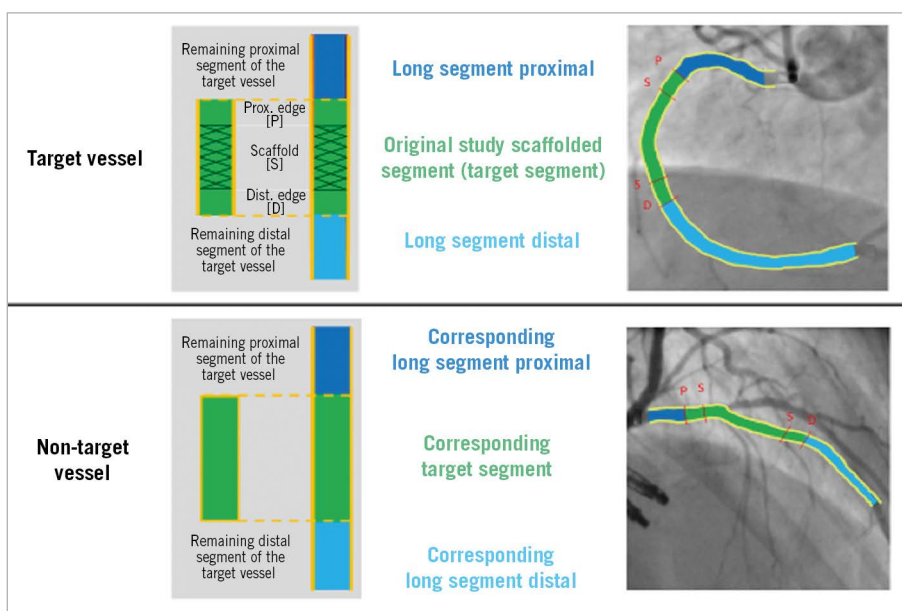 Target vessel
Remaining proximal
segment of the
target vessel
Prox. edge
[P]
Scaffold
[S]
Dist. edge
[D]
Remaining distal
segment of the
target vessel
Long segment proximal
Original study scaffolded
segment (target segment)
Long segment distal
P
S
S
D
Non-target
vessel
Remaining proximal
segment of the
target vessel
Remaining distal
segment of the
target vessel
Corresponding
long segment proximal
Corresponding
target segment
Corresponding
long segment distal
P
S
S
D